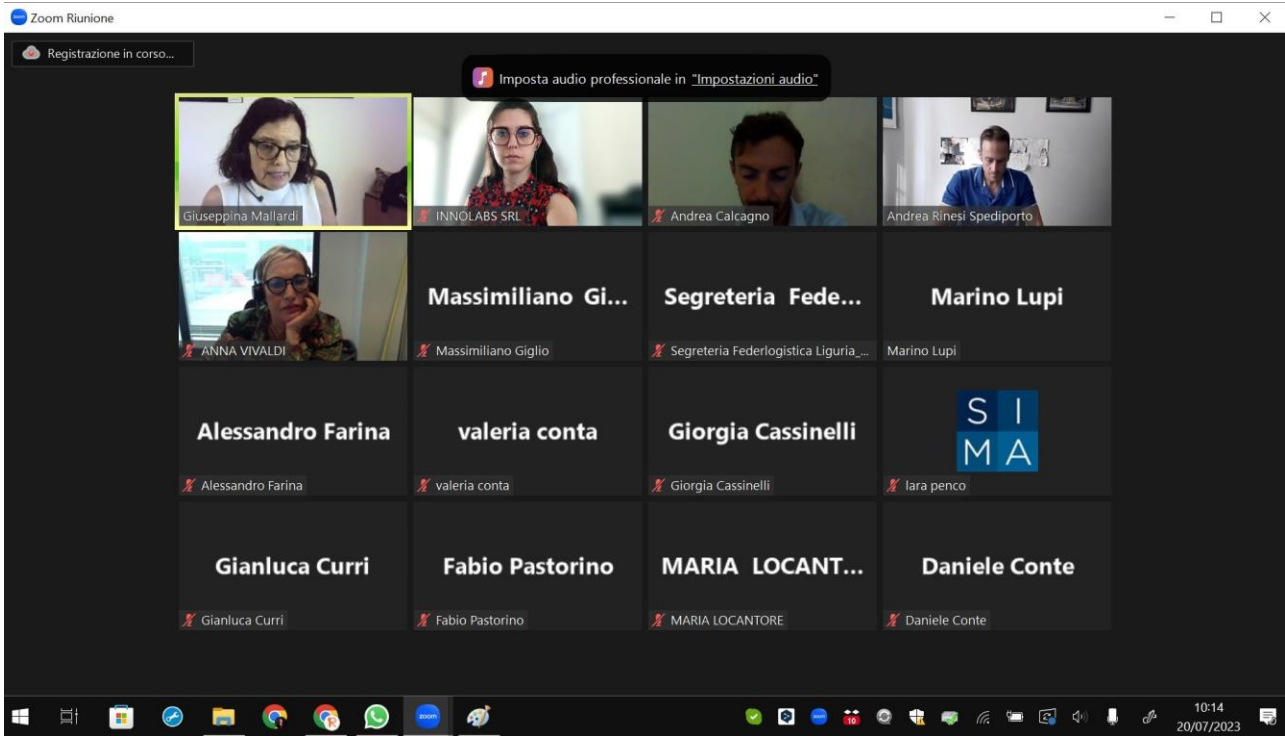 Zoom Riunione
Registrazione in corso...
Imposta audio professionale in "Impostazioni audio"
Giuseppina Mallardi
INNOLABS SRL
Andrea Calcagno
Andrea Rinesi Spediporto
ANNA VIVALDI
Massimiliano Gi...
Massimiliano Giglio
Segreteria Fede...
Segreteria Federlogistica Liguria_...
Marino Lupi
Marino Lupi
Alessandro Farina
Alessandro Farina
valeria conta
valeria conta
Giorgia Cassinelli
Giorgia Cassinelli
S I
M A
lara penco
Gianluca Curri
Gianluca Curri
Fabio Pastorino
Fabio Pastorino
MARIA LOCANT...
MARIA LOCANTORE
Daniele Conte
Daniele Conte
zoom
10
10:14
20/07/2023